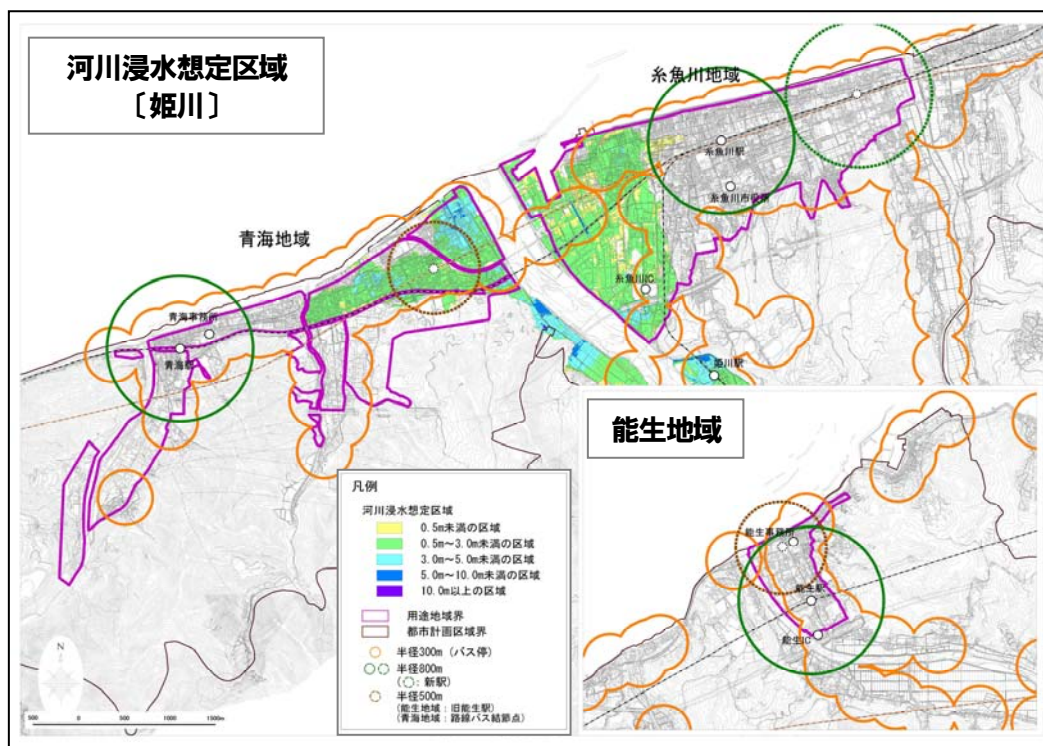 河川浸水想定区域
〔姫川〕
糸魚川地域
糸魚川駅
糸魚川市役所
青海地域
糸魚川IC
青海事務所
青海駅
姫川駅
能生地域
能生事務所
能生駅
能生IC
凡例
河川浸水想定区域
0.5m未満の区域
0.5m~3.0m未満の区域
3.0m~5.0m未満の区域
5.0m~10.0m未満の区域
10.0m以上の区域
用途地域界
都市計画区域界
半径300m (バス停)
半径800m
(○: 新駅)
半径500m
(能生地域:旧能生駅)
(青海地域:路線バス結節点)
N
500 0 500 1000 1500m